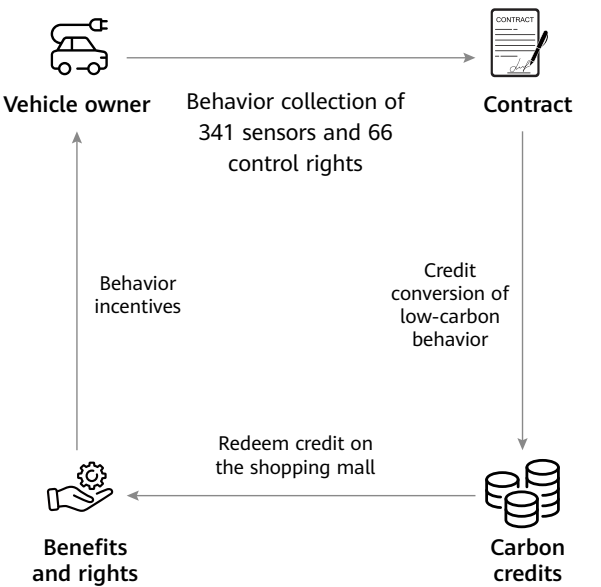 CONTRACT
Vehicle owner
Behavior collection of
341 sensors and 66
control rights
Contract
Behavior
incentives
Credit
conversion of
low-carbon
behavior
Redeem credit on
the shopping mall
Benefits
and rights
Carbon
credits